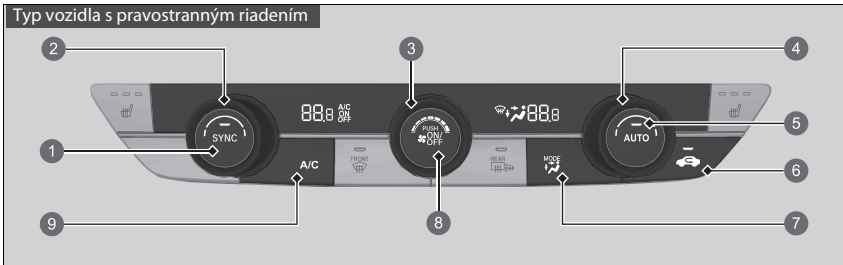 Typ vozidla s pravostranným riadením
2
3
4
88.8 A/C ON OFF
88.8
SYNC
PUSH
ON/
OFF
AUTO
5
1
FRONT
REAR
MODE
A/C
6
9
8
7